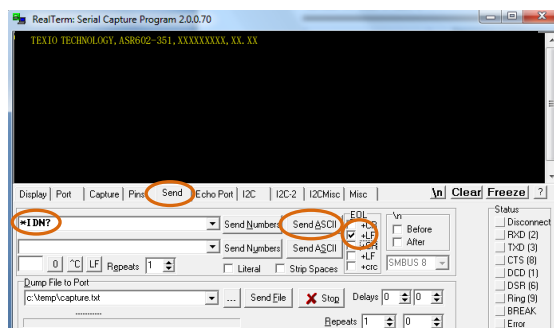 RealTerm: Serial Capture Program 2.0.0.70
TEXIO TECHNOLOGY, ASR602-351, XXXXXXXXX, XX. XX
Display Port Capture Pins Send Echo Port I2C I2C-2 I2CMisc Misc \n Clear Freeze ?
*IDN? Send Numbers Send ASCII
EOL
+CR
+LF
+CR
+LF
+crc
\n
Before
After
SMBUS 8
Send Numbers Send ASCII
0 ^C LF Repeats 1 Literal Strip Spaces
Dump File to Port
c:\temp\capture.txt ... Send File X Stop Delays 0 0
Repeats 1 0
Status
Disconnect
RXD (2)
TXD (3)
CTS (8)
DCD (1)
DSR (6)
Ring (9)
BREAK
Error